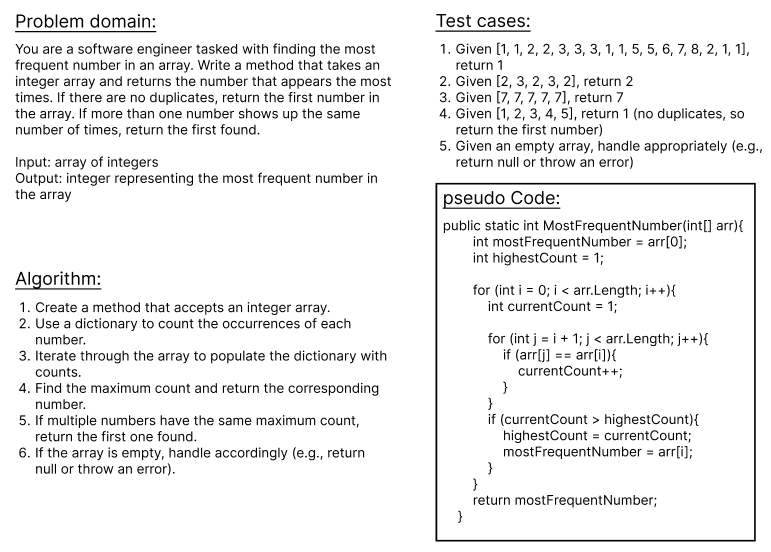 Problem domain:
You are a software engineer tasked with finding the most
frequent number in an array. Write a method that takes an
integer array and returns the number that appears the most
times. If there are no duplicates, return the first number in
the array. If more than one number shows up the same
number of times, return the first found.
Input: array of integers
Output: integer representing the most frequent number in
the array
Algorithm:
1. Create a method that accepts an integer array.
2. Use a dictionary to count the occurrences of each
number.
3. Iterate through the array to populate the dictionary with
counts.
4. Find the maximum count and return the corresponding
number.
5. If multiple numbers have the same maximum count,
return the first one found.
6. If the array is empty, handle accordingly (e.g., return
null or throw an error).
Test cases:
1. Given [1, 1, 2, 2, 3, 3, 3, 1, 1, 5, 5, 6, 7, 8, 2, 1, 1],
return 1
2. Given [2, 3, 2, 3, 2], return 2
3. Given [7, 7, 7, 7, 7], return 7
4. Given [1, 2, 3, 4, 5], return 1 (no duplicates, so
return the first number)
5. Given an empty array, handle appropriately (e.g.,
return null or throw an error)
pseudo Code:
public static int MostFrequentNumber(int[] arr){
int mostFrequentNumber = arr[0];
int highestCount = 1;
for (int i = 0; i < arr.Length; i++){
int currentCount = 1;
for (int j = i + 1; j < arr.Length; j++){
if (arr[j] == arr[i]){
currentCount++;
}
}
if (currentCount > highestCount){
highestCount = currentCount;
mostFrequentNumber = arr[i];
}
}
return mostFrequentNumber;
}